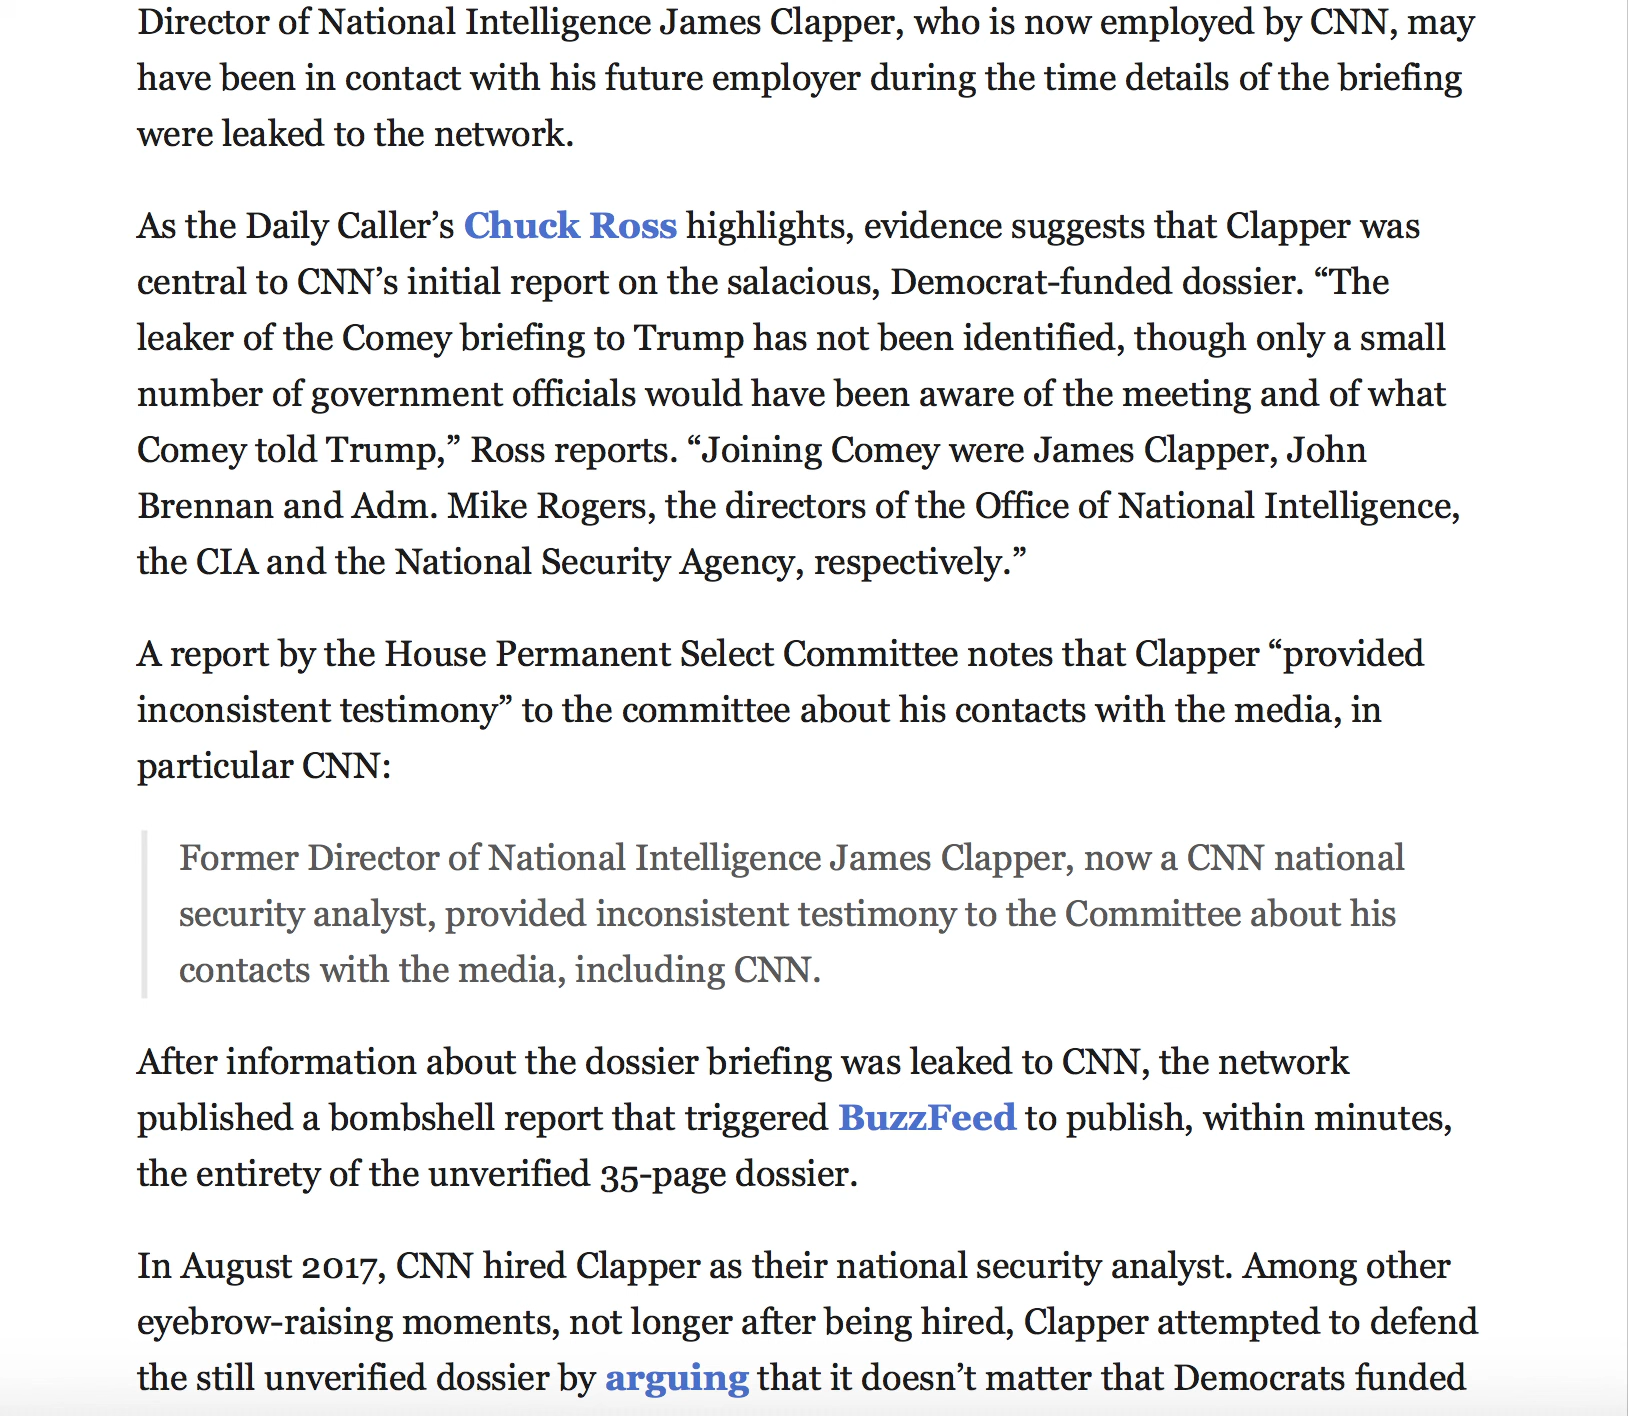 Director of National Intelligence James Clapper, who is now employed by CNN, may
have been in contact with his future employer during the time details of the briefing
were leaked to the network.
As the Daily Caller’s Chuck Ross highlights, evidence suggests that Clapper was
central to CNN’s initial report on the salacious, Democrat-funded dossier. “The
leaker of the Comey briefing to Trump has not been identified, though only a small
number of government officials would have been aware of the meeting and of what
Comey told Trump,” Ross reports. “Joining Comey were James Clapper, John
Brennan and Adm. Mike Rogers, the directors of the Office of National Intelligence,
the CIA and the National Security Agency, respectively.”
A report by the House Permanent Select Committee notes that Clapper “provided
inconsistent testimony” to the committee about his contacts with the media, in
particular CNN:
Former Director of National Intelligence James Clapper, now a CNN national
security analyst, provided inconsistent testimony to the Committee about his
contacts with the media, including CNN.
After information about the dossier briefing was leaked to CNN, the network
published a bombshell report that triggered BuzzFeed to publish, within minutes,
the entirety of the unverified 35-page dossier.
In August 2017, CNN hired Clapper as their national security analyst. Among other
eyebrow-raising moments, not longer after being hired, Clapper attempted to defend
the still unverified dossier by arguing that it doesn’t matter that Democrats funded